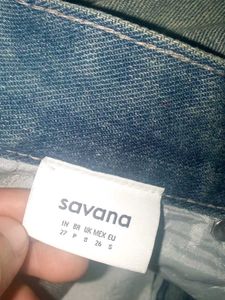 savana
IN BR UK MEX EU
27 P 8 26 S